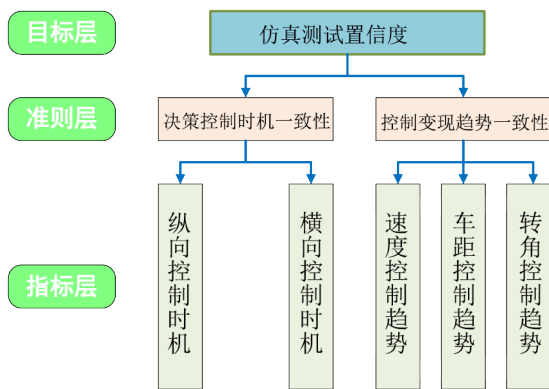 目标层
仿真测试置信度
准则层
决策控制时机一致性
控制变现趋势一致性
指标层
纵向控制时机
横向控制时机
速度控制趋势
车距控制趋势
转角控制趋势